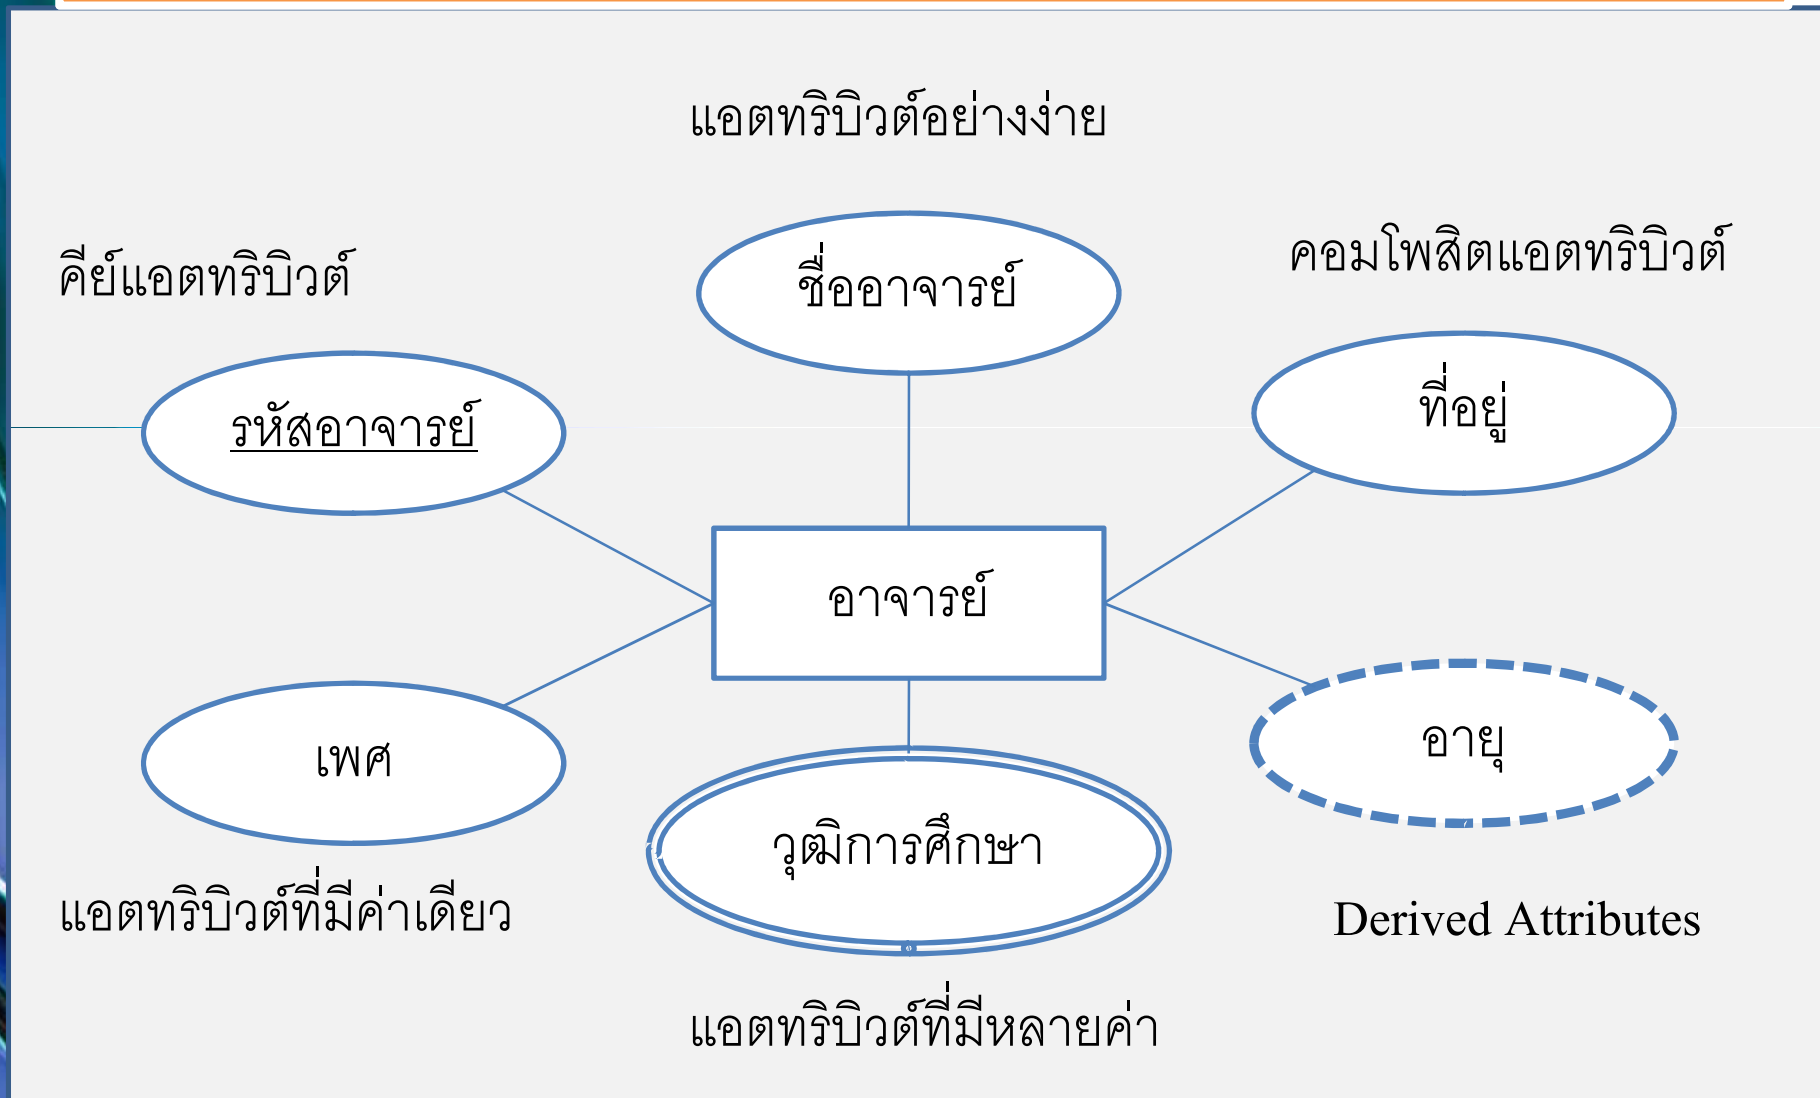 แอตทริบิวต์อย่างง่าย
คีย์แอตทริบิวต์
ชื่ออาจารย์
คอมโพสิตแอตทริบิวต์
รหัสอาจารย์
ที่อยู่
อาจารย์
เพศ
วุฒิการศึกษา
อายุ
แอตทริบิวต์ที่มีค่าเดียว
Derived Attributes
แอตทริบิวต์ที่มีหลายค่า